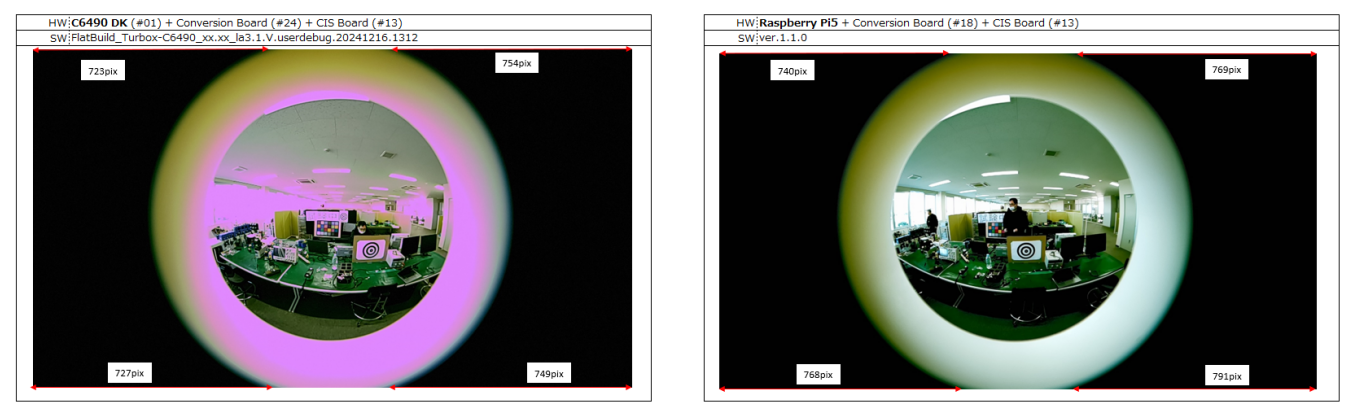 HW C6490 DK (#01) + Conversion Board (#24) + CIS Board (#13)
SW FlatBuild_Turbox-C6490_xx.xx_la3.1.V.userdebug.20241216.1312
723pix
754pix
727pix
749pix
HW Raspberry Pi5 + Conversion Board (#18) + CIS Board (#13)
SW ver.1.1.0
740pix
769pix
768pix
791pix